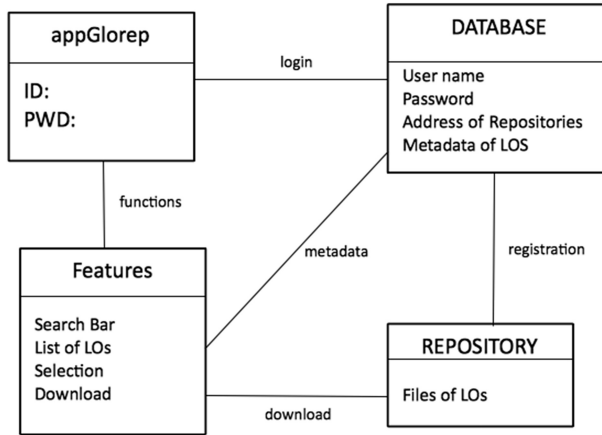 appGlorep
ID:
PWD:
login
DATABASE
User name
Password
Address of Repositories
Metadata of LOS
functions
metadata
registration
Features
Search Bar
List of LOs
Selection
Download
download
REPOSITORY
Files of LOs